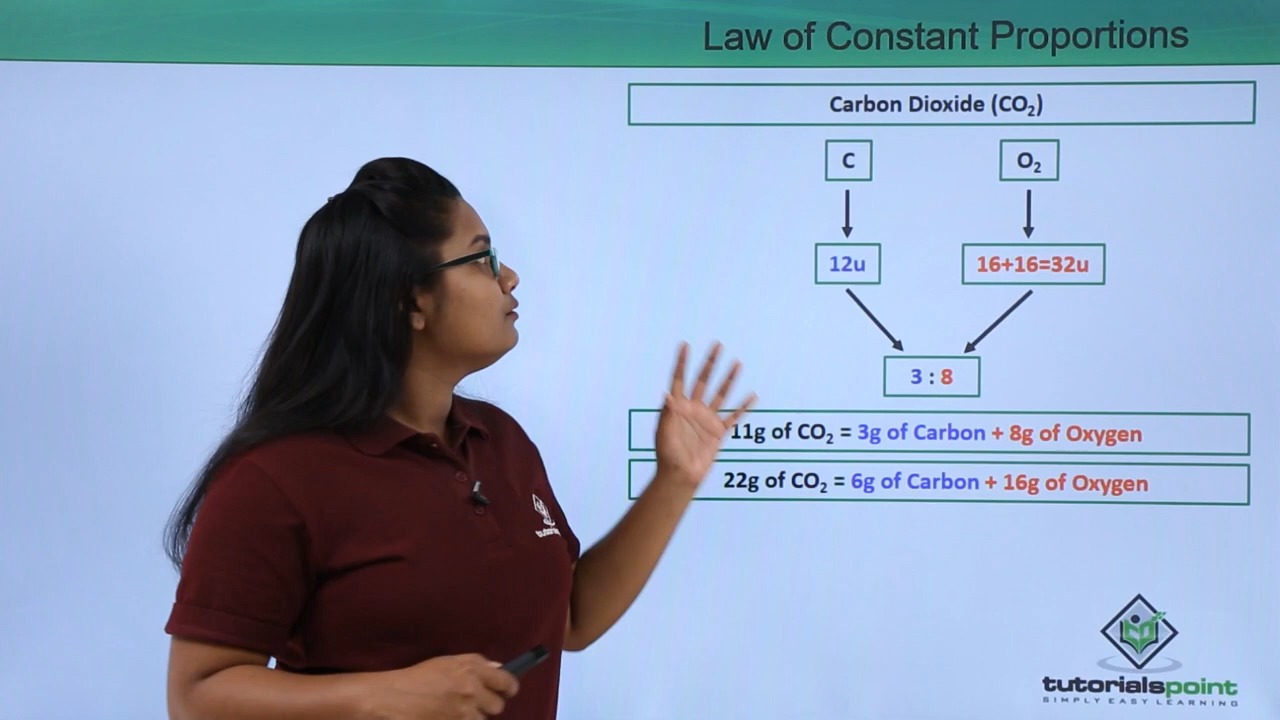 Law of Constant Proportions
Carbon Dioxide (CO₂)
C
O₂
12u
16+16=32u
3 : 8
11g of CO₂ = 3g of Carbon + 8g of Oxygen
22g of CO₂ = 6g of Carbon + 16g of Oxygen
tutorialspoint
SIMPLY EASY LEARNING